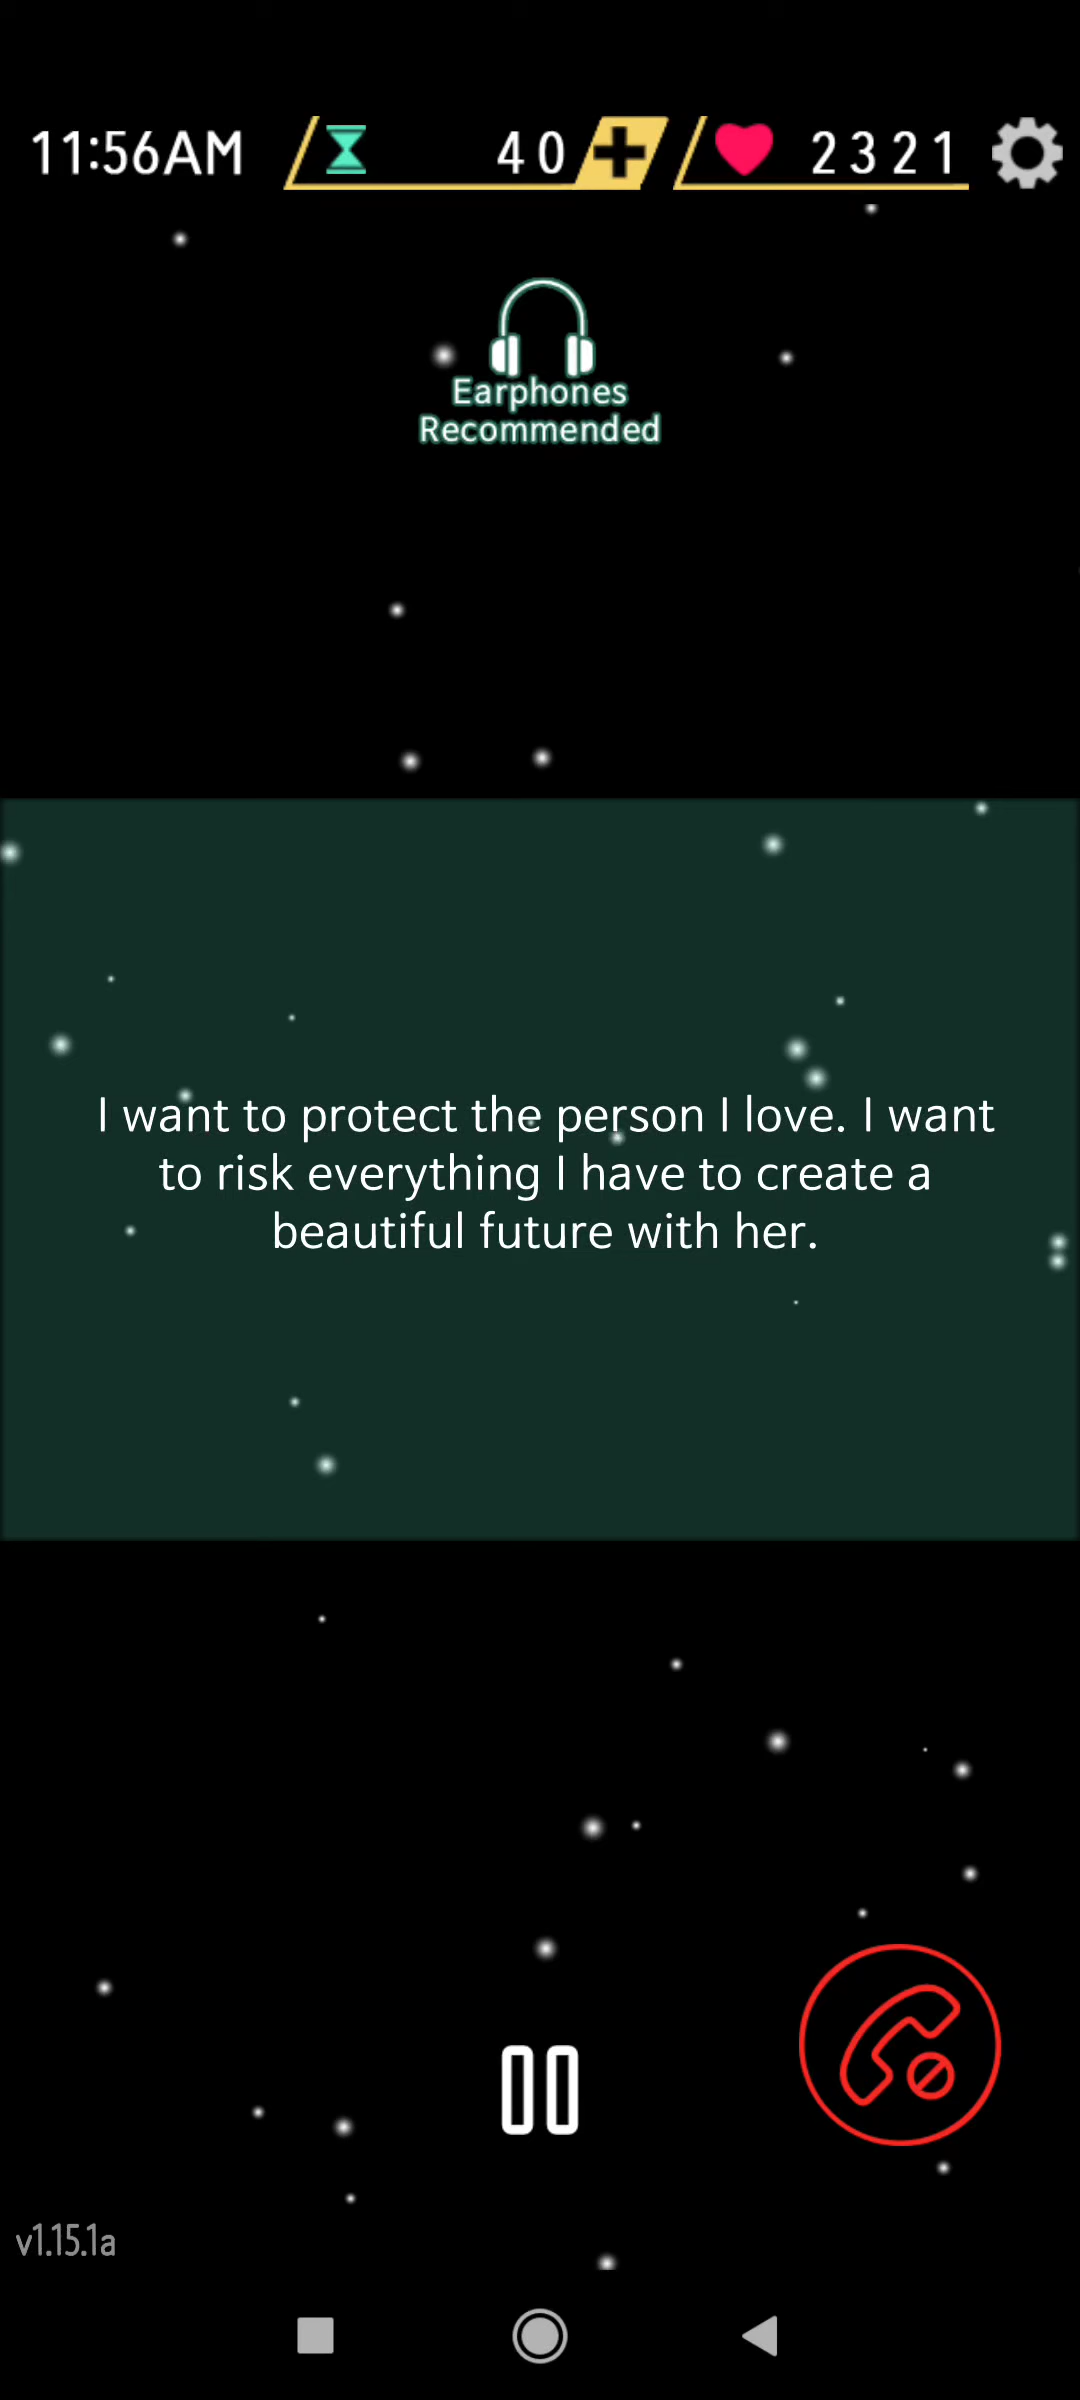 11:56AM 40 2321
Earphones
Recommended
I want to protect the person I love. I want
to risk everything I have to create a
beautiful future with her.
v1.15.1a